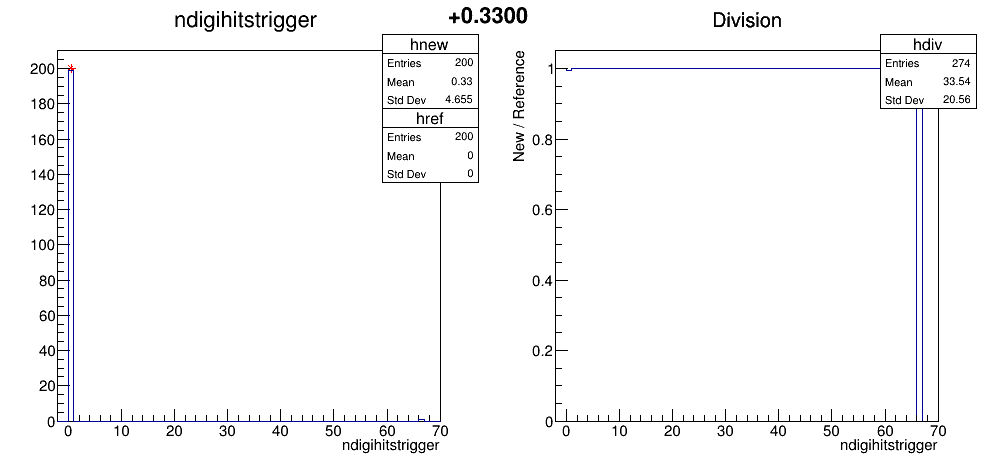 ndigihitstrigger
+0.3300
Division
hnew
Entries 200
Mean 0.33
Std Dev 4.655
href
Entries 200
Mean 0
Std Dev 0
200
180
160
140
120
100
80
60
40
20
0
0 10 20 30 40 50 60 70
ndigihitstrigger
hdiv
Entries 274
Mean 33.54
Std Dev 20.56
New / Reference
1
0.8
0.6
0.4
0.2
0
0 10 20 30 40 50 60 70
ndigihitstrigger